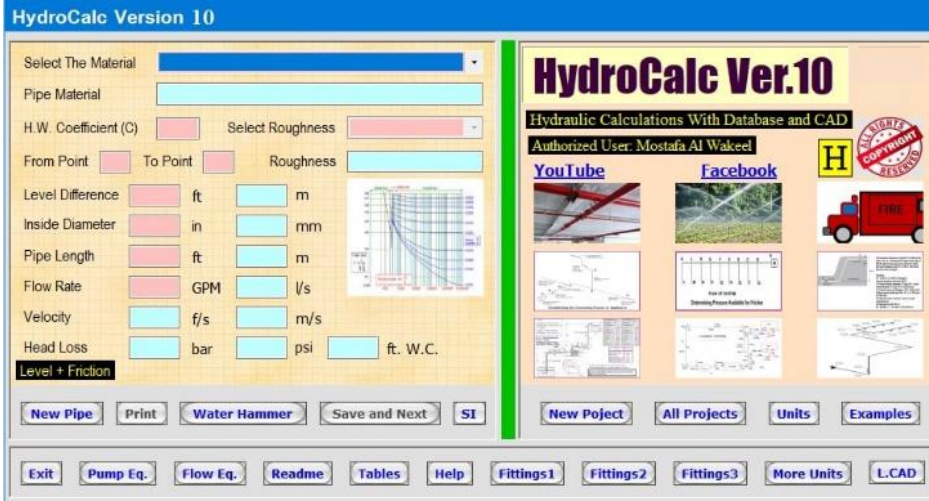 HydroCalc Version 10
Select The Material
Pipe Material
H.W. Coefficient (C) Select Roughness
From Point To Point Roughness
Level Difference ft m
Inside Diameter in mm
Pipe Length ft m
Flow Rate GPM l/s
Velocity f/s m/s
Head Loss bar psi ft. W.C.
Level + Friction
New Pipe Print Water Hammer Save and Next SI
HydroCalc Ver.10
Hydraulic Calculations With Database and CAD
Authorized User: Mostafa Al Wakeel
H
ALL RIGHTS
COPYRIGHT
RESERVED
YouTube Facebook
FIRE
New Poject All Projects Units Examples
Exit Pump Eq. Flow Eq. Readme Tables Help Fittings1 Fittings2 Fittings3 More Units L.CAD